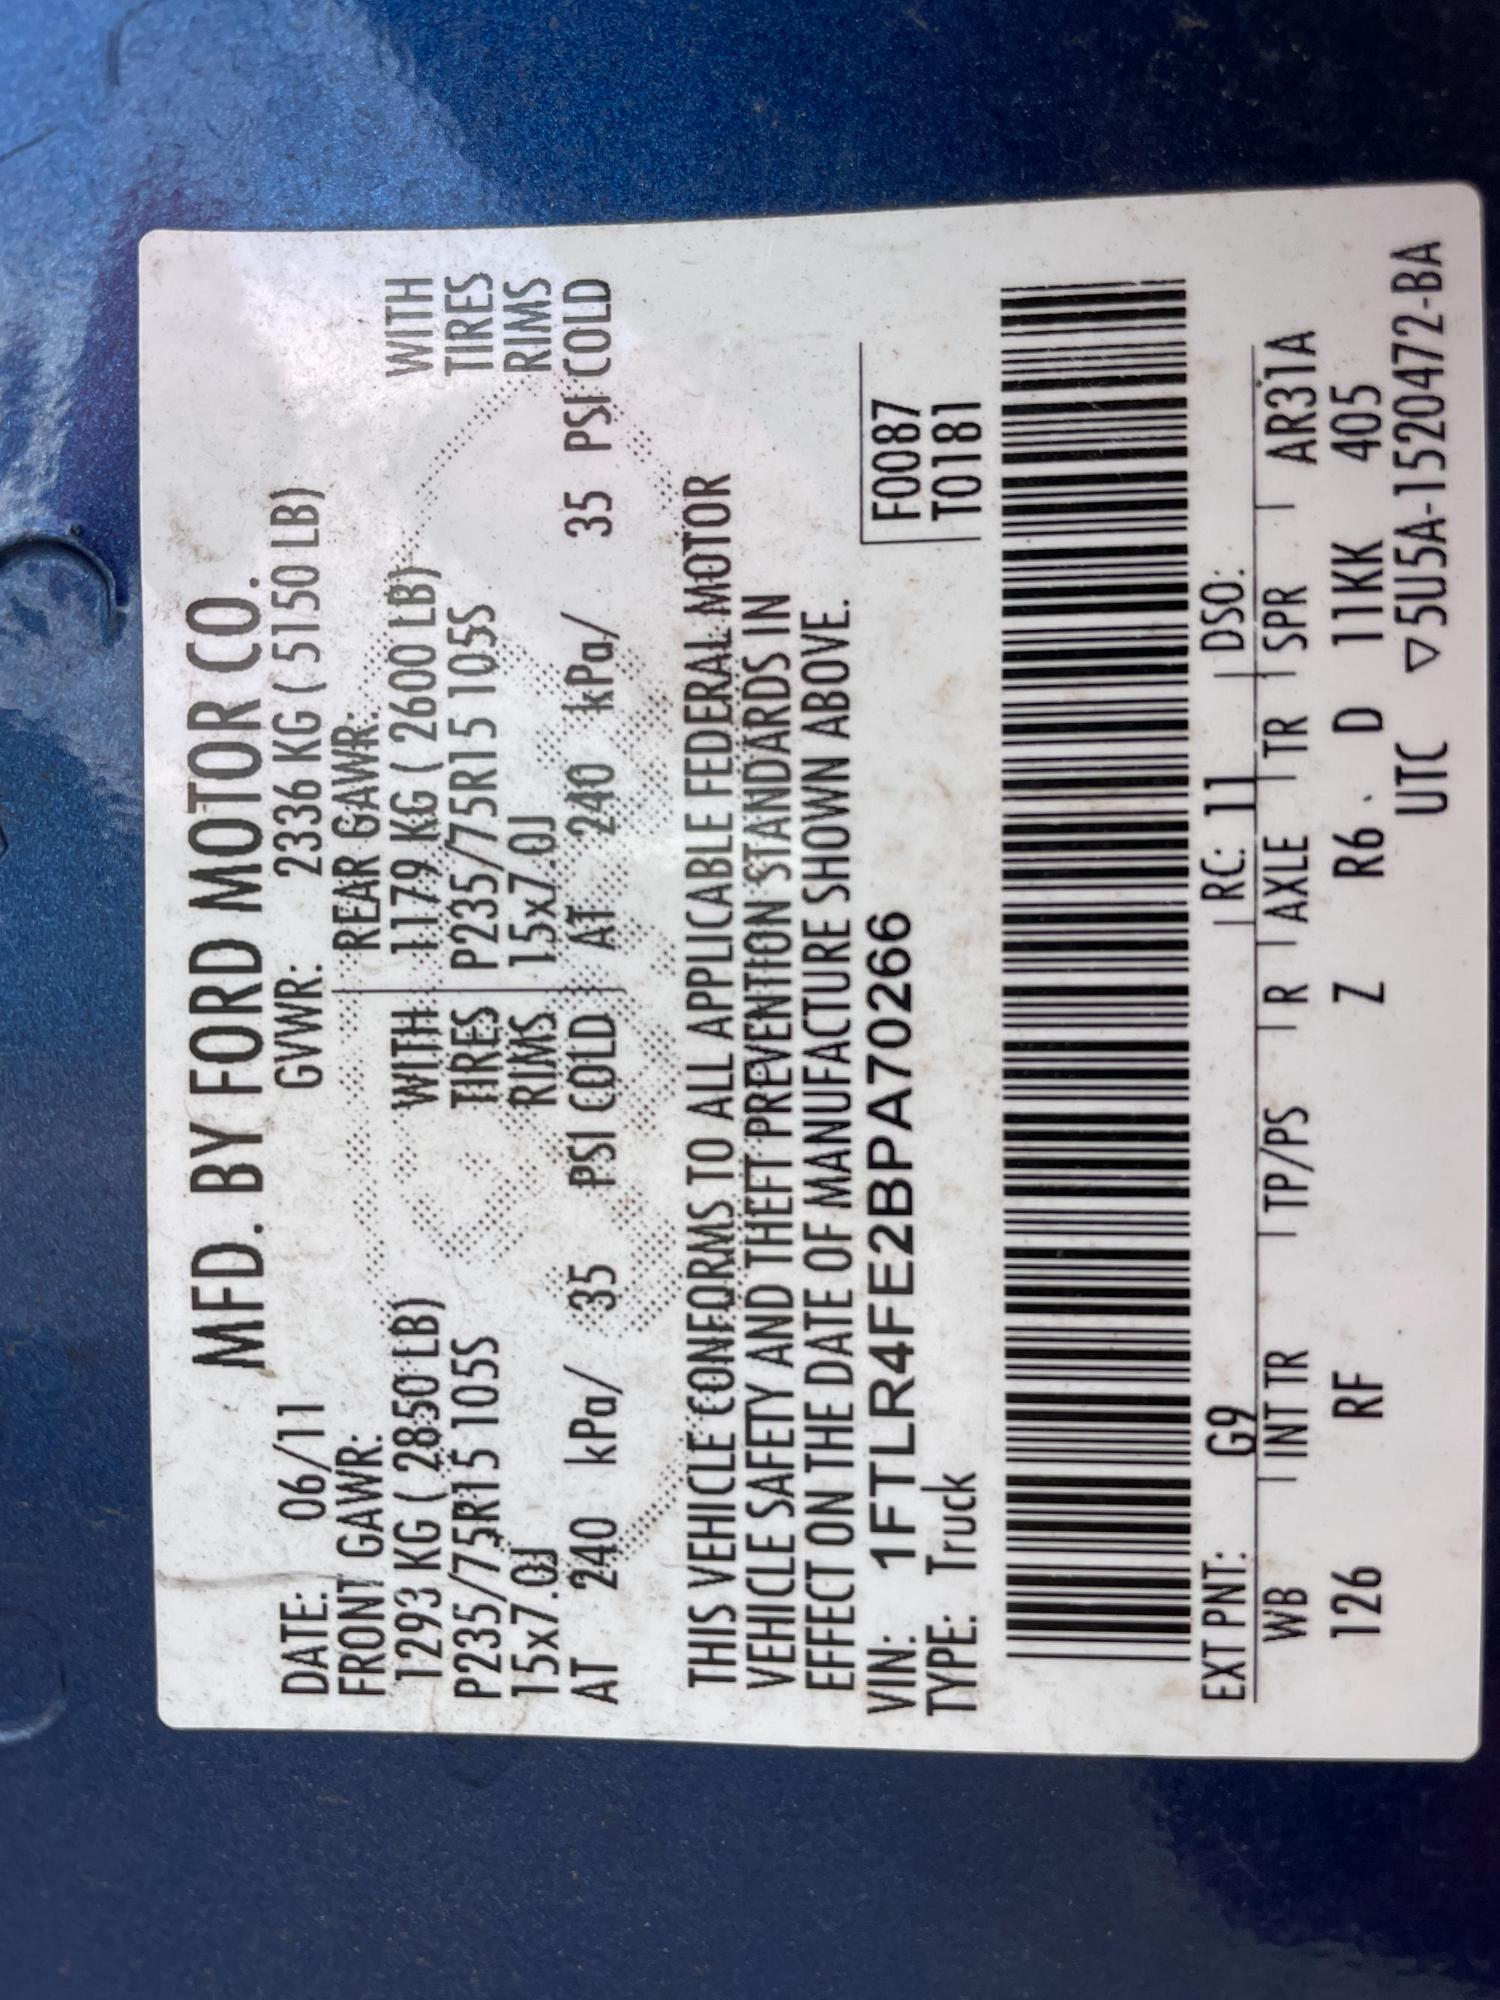 MFD. BY FORD MOTOR CO.
DATE: 06/11 GVWR: 2336 KG ( 5150 LB)
FRONT GAWR: REAR GAWR:
1293 KG ( 2850 LB) WITH 1179 KG ( 2600 LB) WITH
P235/75R15 105S TIRES P235/75R15 105S TIRES
15x7.0J RIMS 15x7.0J RIMS
AT 240 kPa/ 35 PSI COLD AT 240 kPa/ 35 PSI COLD
THIS VEHICLE CONFORMS TO ALL APPLICABLE FEDERAL MOTOR
VEHICLE SAFETY AND THEFT PREVENTION STANDARDS IN
EFFECT ON THE DATE OF MANUFACTURE SHOWN ABOVE.
VIN: 1FTLR4FE2BPA70266 F0087
TYPE: Truck T0181
EXT PNT: G9 RC: 11 DSO:
WB INT TR TP/PS R AXLE TR SPR AR31A
126 RF Z R6 D 11KK 405
UTC ▽5U5A-1520472-BA